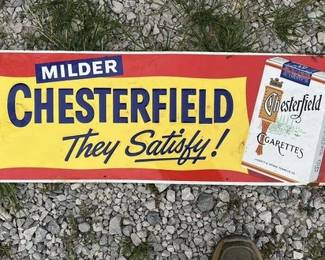 MILDER
CHESTERFIELD
They Satisfy!
Chesterfield
CIGARETTES